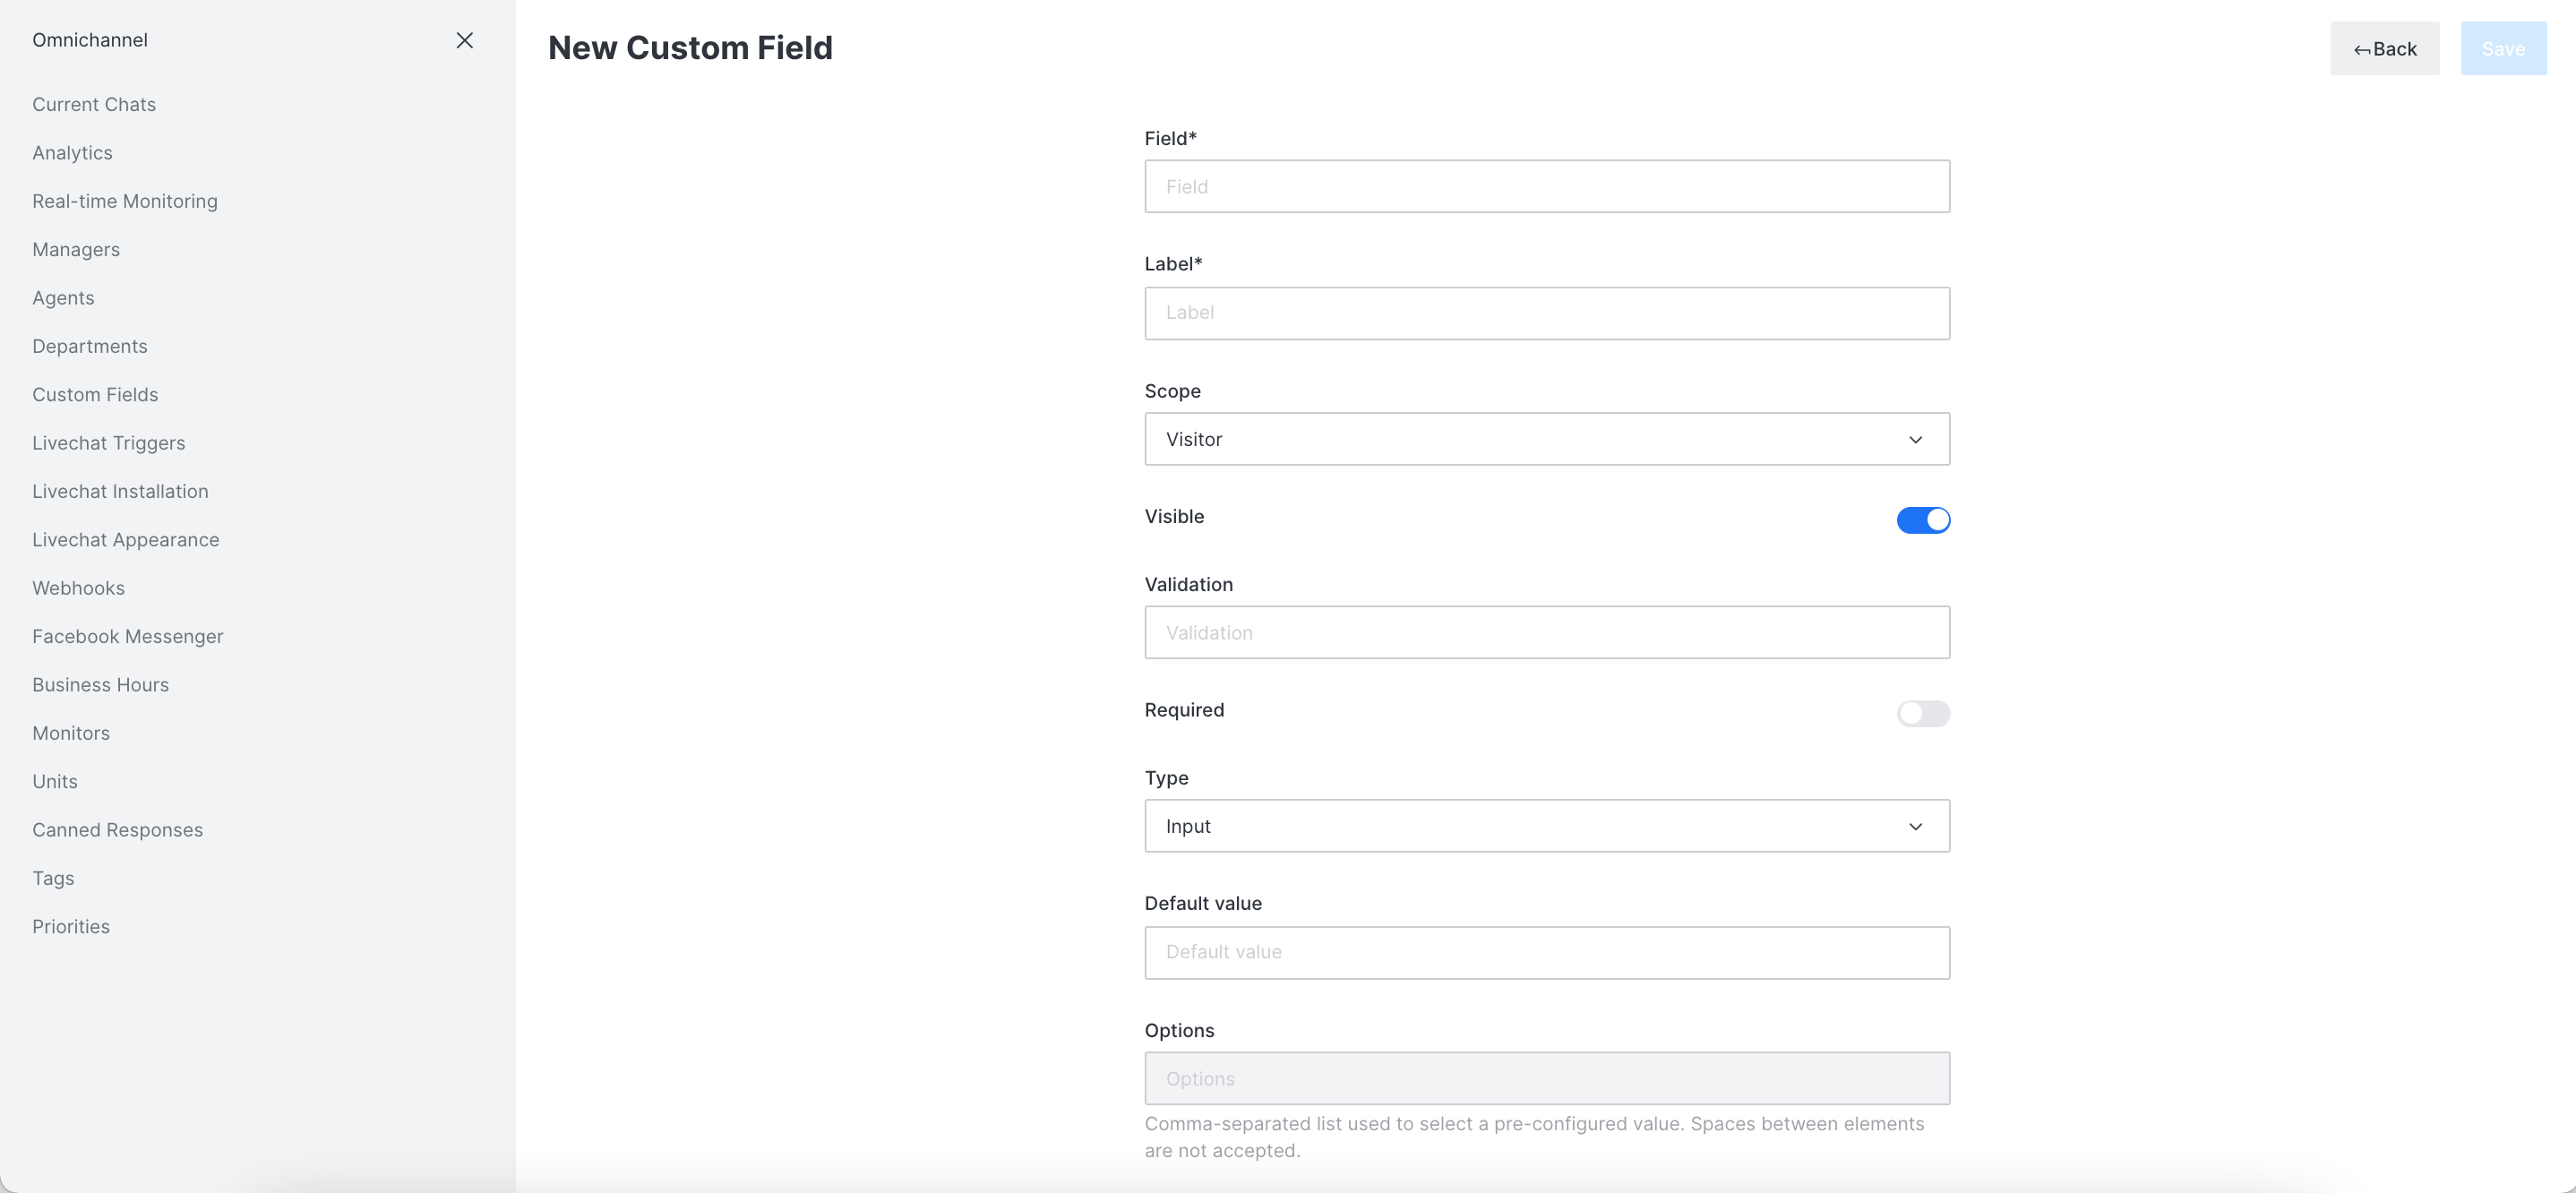 Omnichannel
Current Chats
Analytics
Real-time Monitoring
Managers
Agents
Departments
Custom Fields
Livechat Triggers
Livechat Installation
Livechat Appearance
Webhooks
Facebook Messenger
Business Hours
Monitors
Units
Canned Responses
Tags
Priorities
New Custom Field
Back
Save
Field*
Field
Label*
Label
Scope
Visitor
Visible
Validation
Validation
Required
Type
Input
Default value
Default value
Options
Options
Comma-separated list used to select a pre-configured value. Spaces between elements
are not accepted.